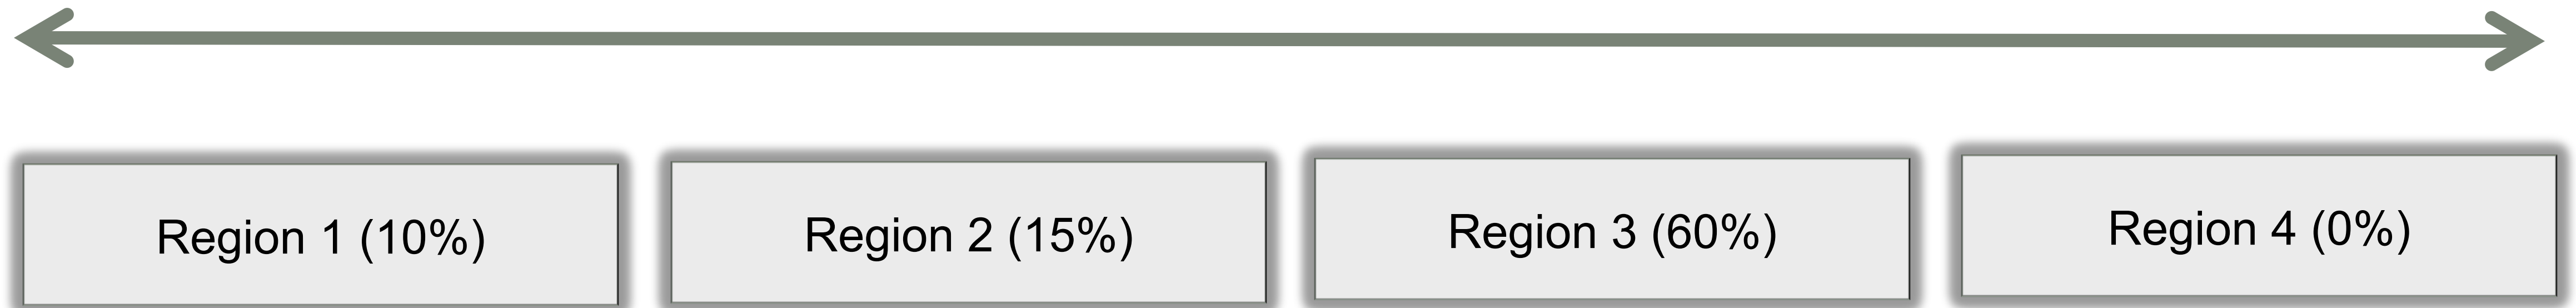 Region 1 (10%)
Region 2 (15%)
Region 3 (60%)
Region 4 (0%)